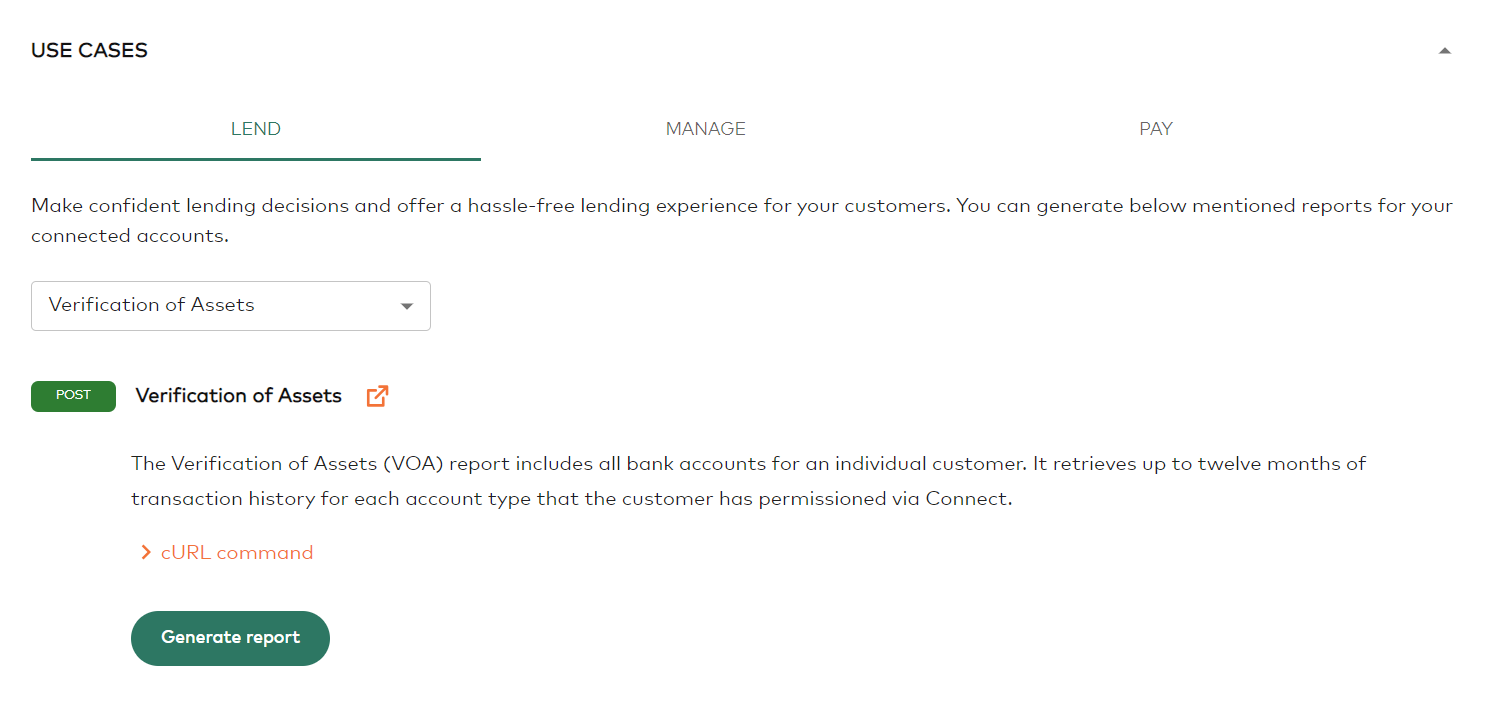 USE CASES
LEND
MANAGE
PAY
Make confident lending decisions and offer a hassle-free lending experience for your customers. You can generate below mentioned reports for your
connected accounts.
Verification of Assets
POST
Verification of Assets
The Verification of Assets (VOA) report includes all bank accounts for an individual customer. It retrieves up to twelve months of
transaction history for each account type that the customer has permissioned via Connect.
cURL command
Generate report